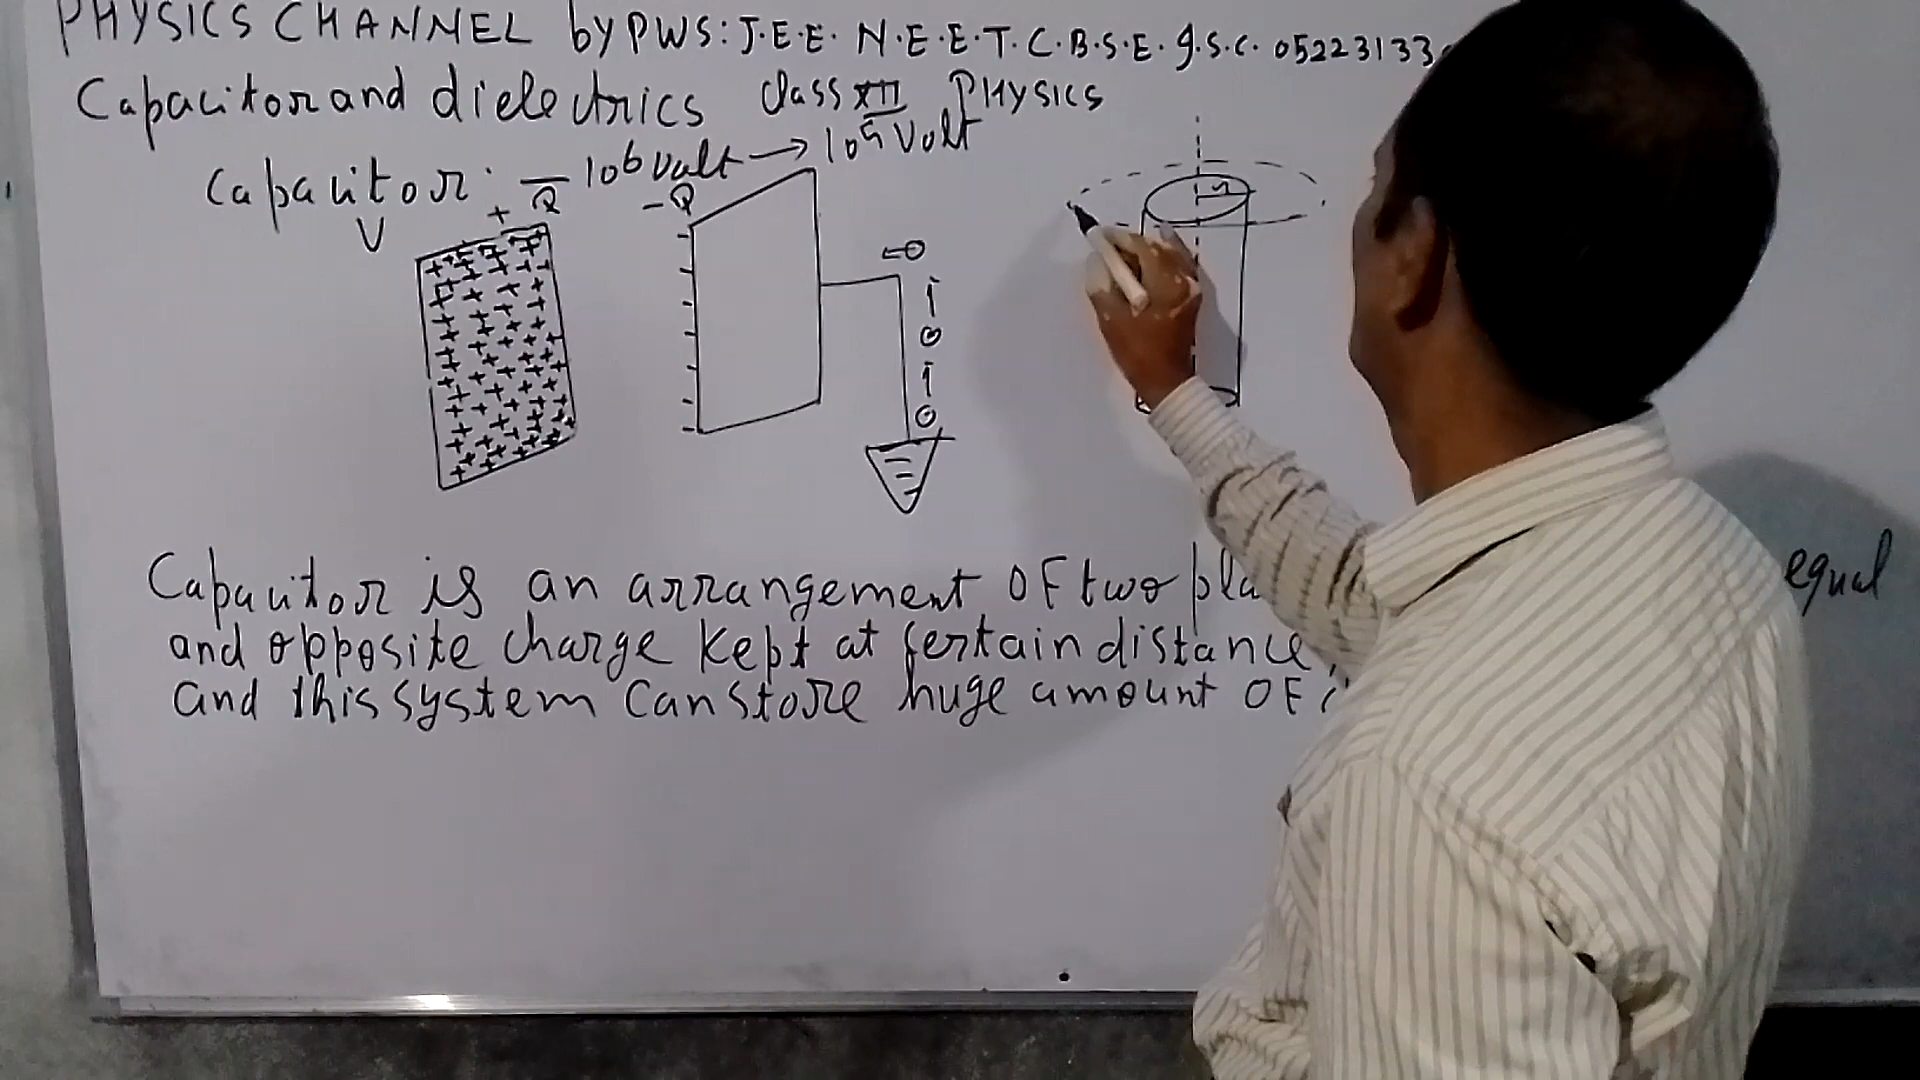 PHYSICS CHANNEL by PWS: J.E.E. N.E.E.T. C.B.S.E. I.S.C. 05223133
Capacitor and dielectrics Class XII PHYSICS
Capacitor: 10⁶ Volt → 10⁵ Volt
V + Q - Q
r
Capacitor is an arrangement OF two pla equal
and opposite charge kept at certain distance,
and this system can store huge amount OF